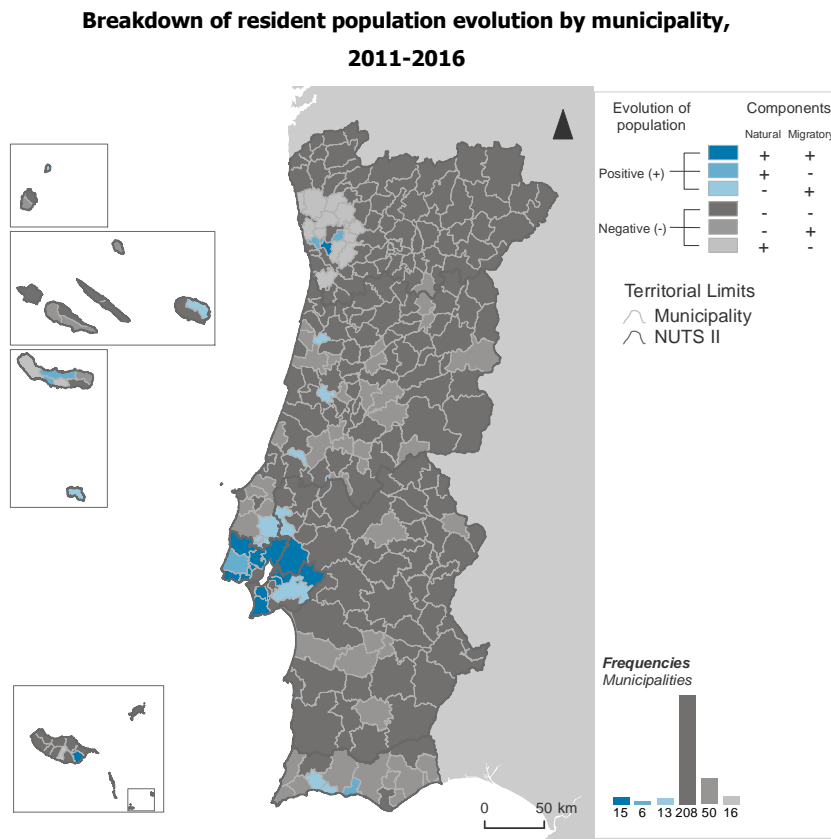 Breakdown of resident population evolution by municipality,
2011-2016
Evolution of
population
Components
Natural Migratory
+ +
Positive (+) + -
- +
- -
Negative (-) - +
+ -
Territorial Limits
Municipality
NUTS II
Frequencies
Municipalities
15 6 13 208 50 16
0 50 km